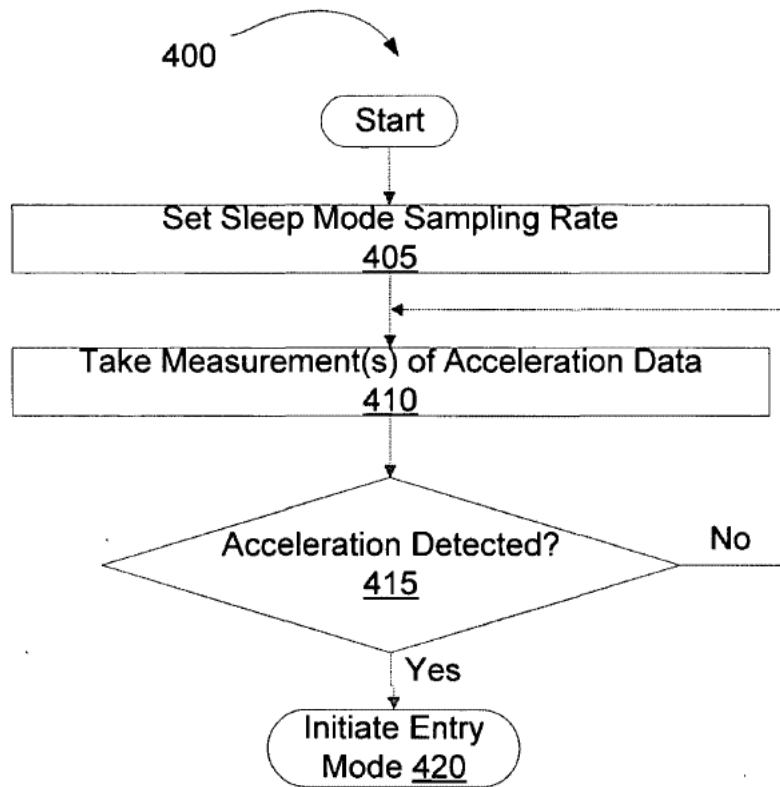 400
Start
Set Sleep Mode Sampling Rate
405
Take Measurement(s) of Acceleration Data
410
Acceleration Detected?
415
No
Yes
Initiate Entry
Mode 420